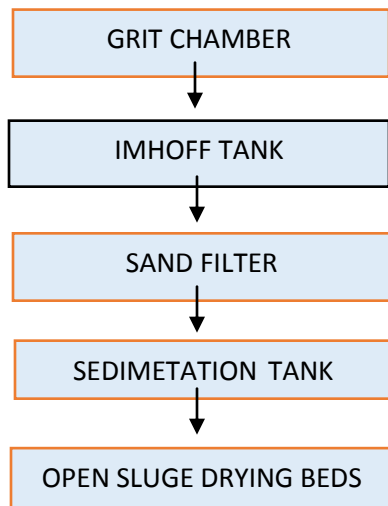 GRIT CHAMBER
IMHOFF TANK
SAND FILTER
SEDIMETATION TANK
OPEN SLUGE DRYING BEDS